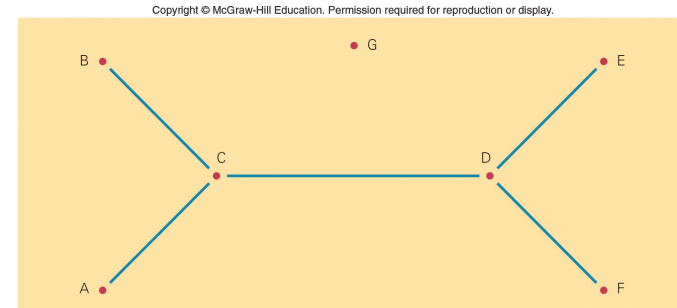 Copyright © McGraw-Hill Education. Permission required for reproduction or display.
G
B
E
C
D
A
F